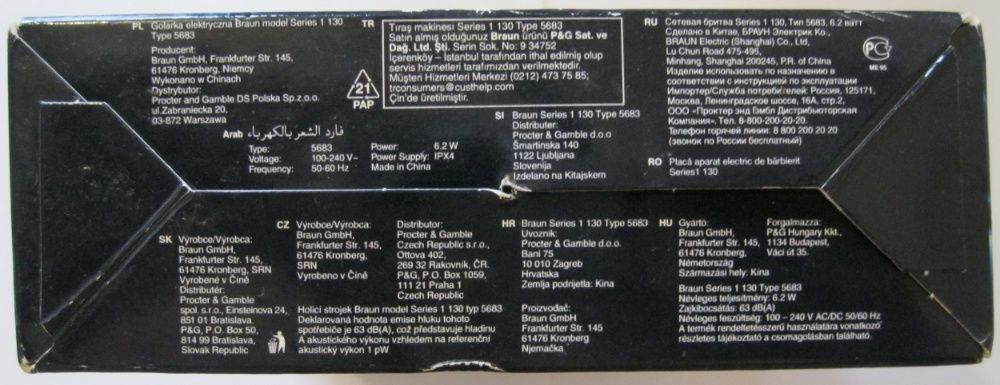 PL Golarka elektryczna Braun model Series 1 130
Type 5683
Producent:
Braun GmbH, Frankfurter Str. 145,
61476 Kronberg, Niemcy
Wykonano w Chinach
Dystrybutor:
Procter and Gamble DS Polska Sp.z.o.o.
ul.Zabraniecka 20,
03-872 Warszawa
TR Tıraş makinesi Series 1 130 Type 5683
Satın almış olduğunuz Braun ürünü P&G Sat. ve
Dağ. Ltd. Şti. Serin Sok. No: 9 34752
İçerenköy – İstanbul tarafından ithal edilmiş olup
servis hizmetleri tarafımızdan verilmektedir.
Müşteri Hizmetleri Merkezi (0212) 473 75 85;
trconsumers@custhelp.com
Çin'de üretilmiştir.
21
PAP
RU Сетевая бритва Series 1 130, Тип 5683, 6.2 ватт
Сделано в Китае, БРАУН Электрик Ко.,
BRAUN Electric (Shanghai) Co., Ltd,
Lu Chun Road 475-495,
Minhang, Shanghai 200245, P.R. of China
Изделие использовать по назначению в
соответствии с инструкцией по эксплуатации
Импортер/Служба потребителей: Россия, 125171,
Москва, Ленинградское шоссе, 16А, стр.2,
ООО «Проктер энд Гэмбл Дистрибьюторская
Компания», Тел. 8-800-200-20-20.
Телефон горячей линии: 8 800 200 20 20
(звонок по России бесплатный)
ME 95
Arab فارد الشعر بالكهرباء
Type: 5683
Voltage: 100-240 V~
Frequency: 50-60 Hz
Power: 6.2 W
Power Supply: IPX4
Made in China
SI Braun Series 1 130 Type 5683
Distributer:
Procter & Gamble d.o.o
Šmartinska 140
1122 Ljubljana
Slovenija
Izdelano na Kitajskem
RO Placă aparat electric de bărbierit
Series1 130
SK Výrobce/Výrobca:
Braun GmbH,
Frankfurter Str. 145,
61476 Kronberg, SRN
Vyrobené v Číne
Distributér:
Procter & Gamble
spol. s.r.o., Einsteinova 24,
851 01 Bratislava
P&G, P.O. Box 50,
814 99 Bratislava,
Slovak Republic
CZ Výrobce/Výrobca:
Braun GmbH,
Frankfurter Str. 145,
61476 Kronberg,
SRN
Vyrobeno v Číně
Distributor:
Procter & Gamble
Czech Republic s.r.o.,
Ottova 402,
269 32 Rakovník, ČR.
P&G, P.O. Box 1059,
111 21 Praha 1
Czech Republic
Holicí strojek Braun model Series 1 130 typ 5683
Deklarovaná hodnota emise hluku tohoto
spotřebiče je 63 dB(A), což představuje hladinu
A akustického výkonu vzhledem na referenční
akustický výkon 1 pW
HR Braun Series 1 130 Type 5683
Uvoznik:
Procter & Gamble d.o.o.
Bani 75
10 010 Zagreb
Hrvatska
Zemlja podrijetla: Kina
Proizvođač:
Braun GmbH
Frankfurter Str. 145
61476 Kronberg
Njemačka
HU Gyártó:
Braun GmbH,
Frankfurter Str. 145,
61476 Kronberg,
Németország
Származási hely: Kína
Forgalmazza:
P&G Hungary Kkt.,
1134 Budapest,
Váci út 35.
Braun Series 1 130 Type 5683
Névleges teljesítmény: 6.2 W
Zajkibocsátás: 63 dB(A)
Névleges feszültség: 100 – 240 V AC/DC 50/60 Hz
A termék rendeltetésszerű használatára vonatkozó
részletes tájékoztató a csomagolásban található.